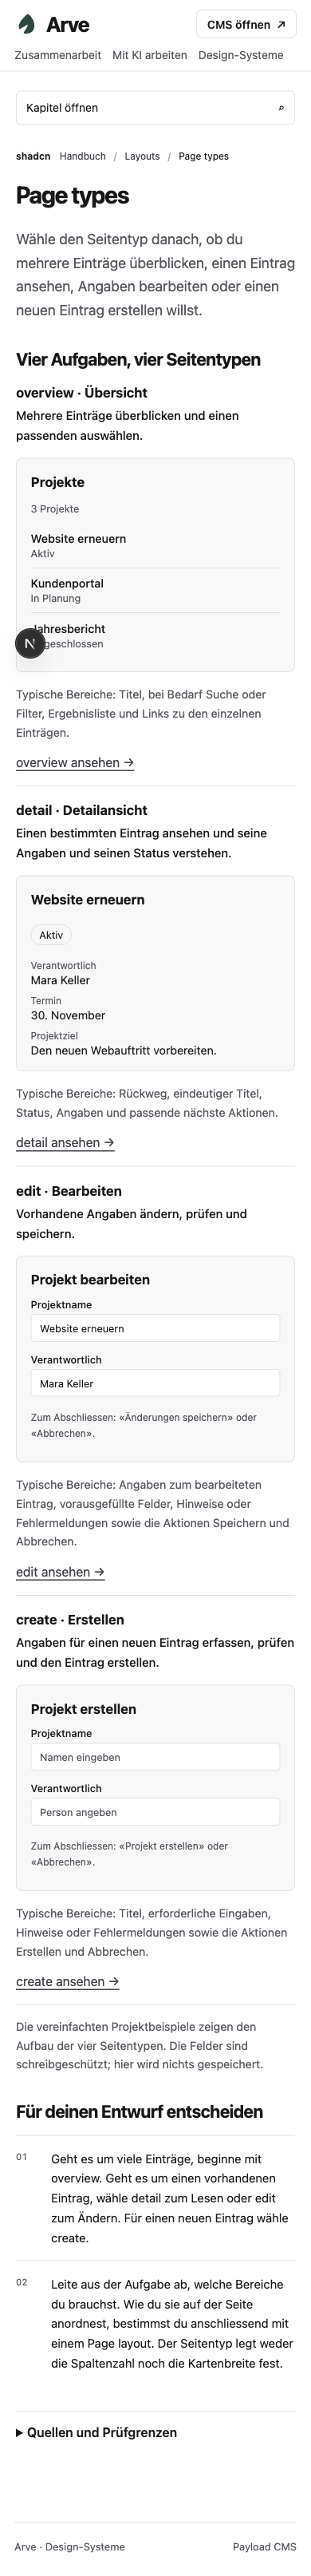 Arve
CMS öffnen ↗
Zusammenarbeit Mit KI arbeiten Design-Systeme
Kapitel öffnen
shadcn Handbuch / Layouts / Page types
Page types
Wähle den Seitentyp danach, ob du
mehrere Einträge überblicken, einen Eintrag
ansehen, Angaben bearbeiten oder einen
neuen Eintrag erstellen willst.
Vier Aufgaben, vier Seitentypen
overview · Übersicht
Mehrere Einträge überblicken und einen
passenden auswählen.
Projekte
3 Projekte
Website erneuern
Aktiv
Kundenportal
In Planung
Jahresbericht
N
Typische Bereiche: Titel, bei Bedarf Suche oder
Filter, Ergebnisliste und Links zu den einzelnen
Einträgen.
overview ansehen →
detail · Detailansicht
Einen bestimmten Eintrag ansehen und seine
Angaben und seinen Status verstehen.
Website erneuern
Aktiv
Verantwortlich
Mara Keller
Termin
30. November
Projektziel
Den neuen Webauftritt vorbereiten.
Typische Bereiche: Rückweg, eindeutiger Titel,
Status, Angaben und passende nächste Aktionen.
detail ansehen →
edit · Bearbeiten
Vorhandene Angaben ändern, prüfen und
speichern.
Projekt bearbeiten
Projektname
Website erneuern
Verantwortlich
Mara Keller
Zum Abschliessen: «Änderungen speichern» oder
«Abbrechen».
Typische Bereiche: Angaben zum bearbeiteten
Eintrag, vorausgefüllte Felder, Hinweise oder
Fehlermeldungen sowie die Aktionen Speichern und
Abbrechen.
edit ansehen →
create · Erstellen
Angaben für einen neuen Eintrag erfassen, prüfen
und den Eintrag erstellen.
Projekt erstellen
Projektname
Namen eingeben
Verantwortlich
Person angeben
Zum Abschliessen: «Projekt erstellen» oder
«Abbrechen».
Typische Bereiche: Titel, erforderliche Eingaben,
Hinweise oder Fehlermeldungen sowie die Aktionen
Erstellen und Abbrechen.
create ansehen →
Die vereinfachten Projektbeispiele zeigen den
Aufbau der vier Seitentypen. Die Felder sind
schreibgeschützt; hier wird nichts gespeichert.
Für deinen Entwurf entscheiden
01 Geht es um viele Einträge, beginne mit
overview. Geht es um einen vorhandenen
Eintrag, wähle detail zum Lesen oder edit
zum Ändern. Für einen neuen Eintrag wähle
create.
02 Leite aus der Aufgabe ab, welche Bereiche
du brauchst. Wie du sie auf der Seite
anordnest, bestimmst du anschliessend mit
einem Page layout. Der Seitentyp legt weder
die Spaltenzahl noch die Kartenbreite fest.
▶ Quellen und Prüfgrenzen
Arve · Design-Systeme
Payload CMS